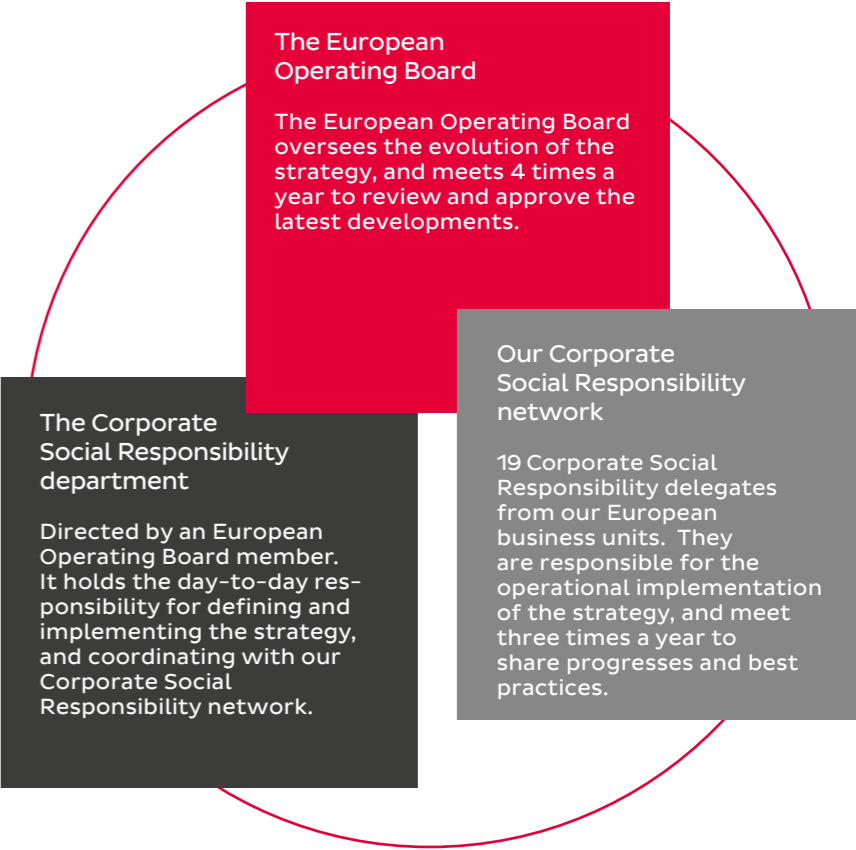 The European
Operating Board
The European Operating Board
oversees the evolution of the
strategy, and meets 4 times a
year to review and approve the
latest developments.
The Corporate
Social Responsibility
department
Directed by an European
Operating Board member.
It holds the day-to-day res-
ponsibility for defining and
implementing the strategy,
and coordinating with our
Corporate Social
Responsibility network.
Our Corporate
Social Responsibility
network
19 Corporate Social
Responsibility delegates
from our European
business units.  They
are responsible for the
operational implementation
of the strategy, and meet
three times a year to
share progresses and best
practices.